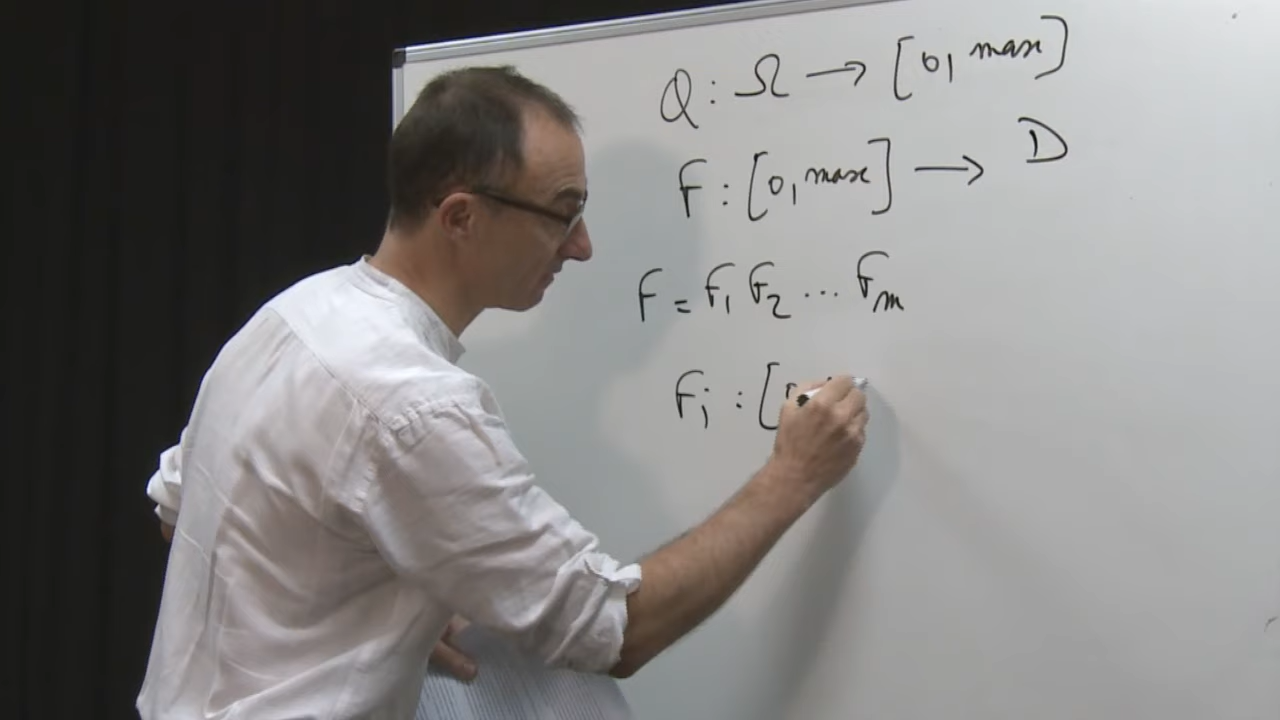 Q : Ω → [0, max]
F : [0, max] → D
F = F₁ F₂ ... Fₘ
Fᵢ : [